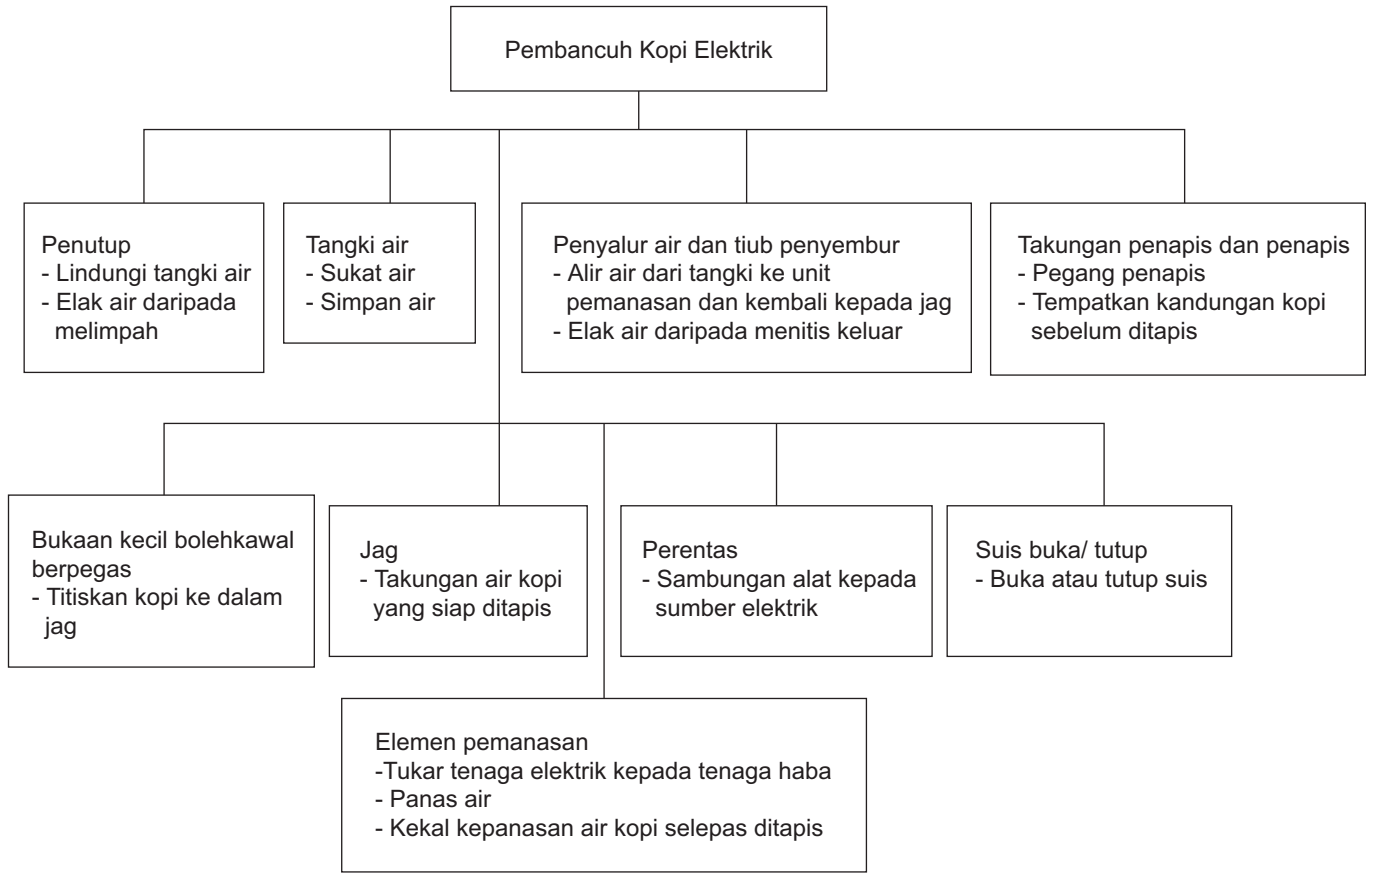 Pembancuh Kopi Elektrik
Penutup
- Lindungi tangki air
- Elak air daripada
melimpah
Tangki air
- Sukat air
- Simpan air
Penyalur air dan tiub penyembur
- Alir air dari tangki ke unit
pemanasan dan kembali kepada jag
- Elak air daripada menitis keluar
Takungan penapis dan penapis
- Pegang penapis
- Tempatkan kandungan kopi
sebelum ditapis
Bukaan kecil bolehkawal
berpegas
- Titiskan kopi ke dalam
jag
Jag
- Takungan air kopi
yang siap ditapis
Perentas
- Sambungan alat kepada
sumber elektrik
Suis buka/ tutup
- Buka atau tutup suis
Elemen pemanasan
-Tukar tenaga elektrik kepada tenaga haba
- Panas air
- Kekal kepanasan air kopi selepas ditapis